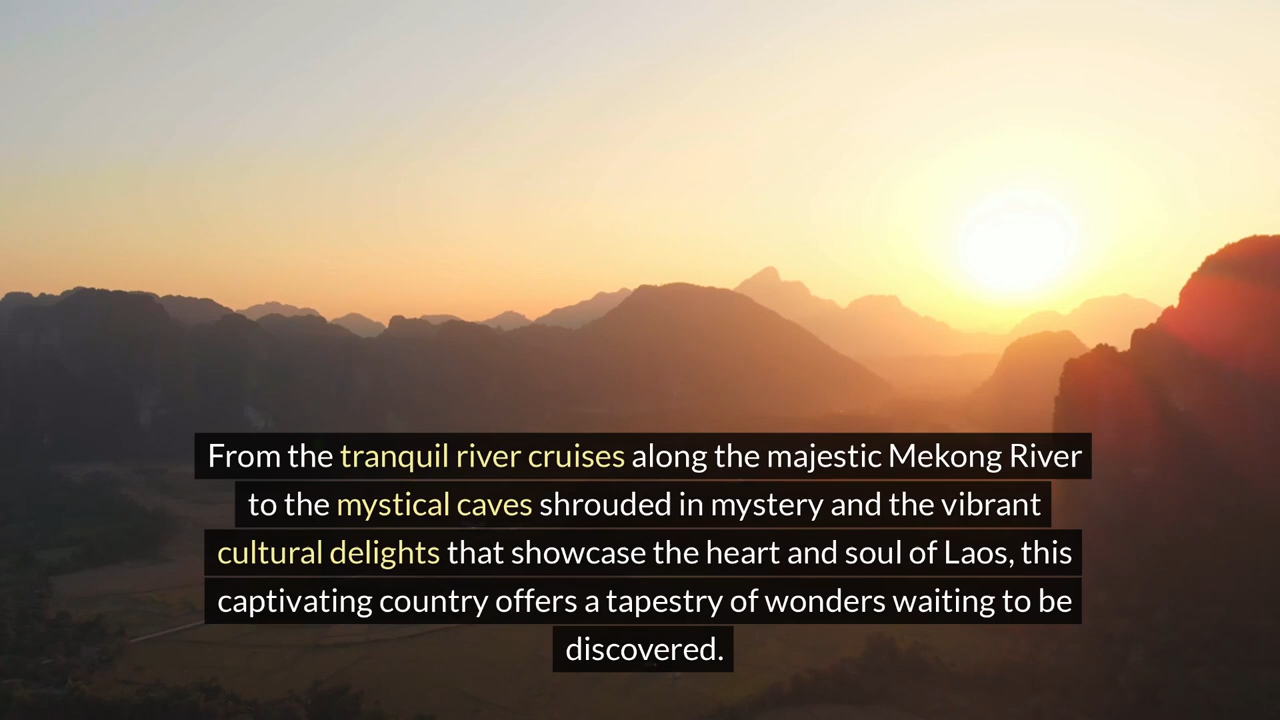 From the tranquil river cruises along the majestic Mekong River
to the mystical caves shrouded in mystery and the vibrant
cultural delights that showcase the heart and soul of Laos, this
captivating country offers a tapestry of wonders waiting to be
discovered.